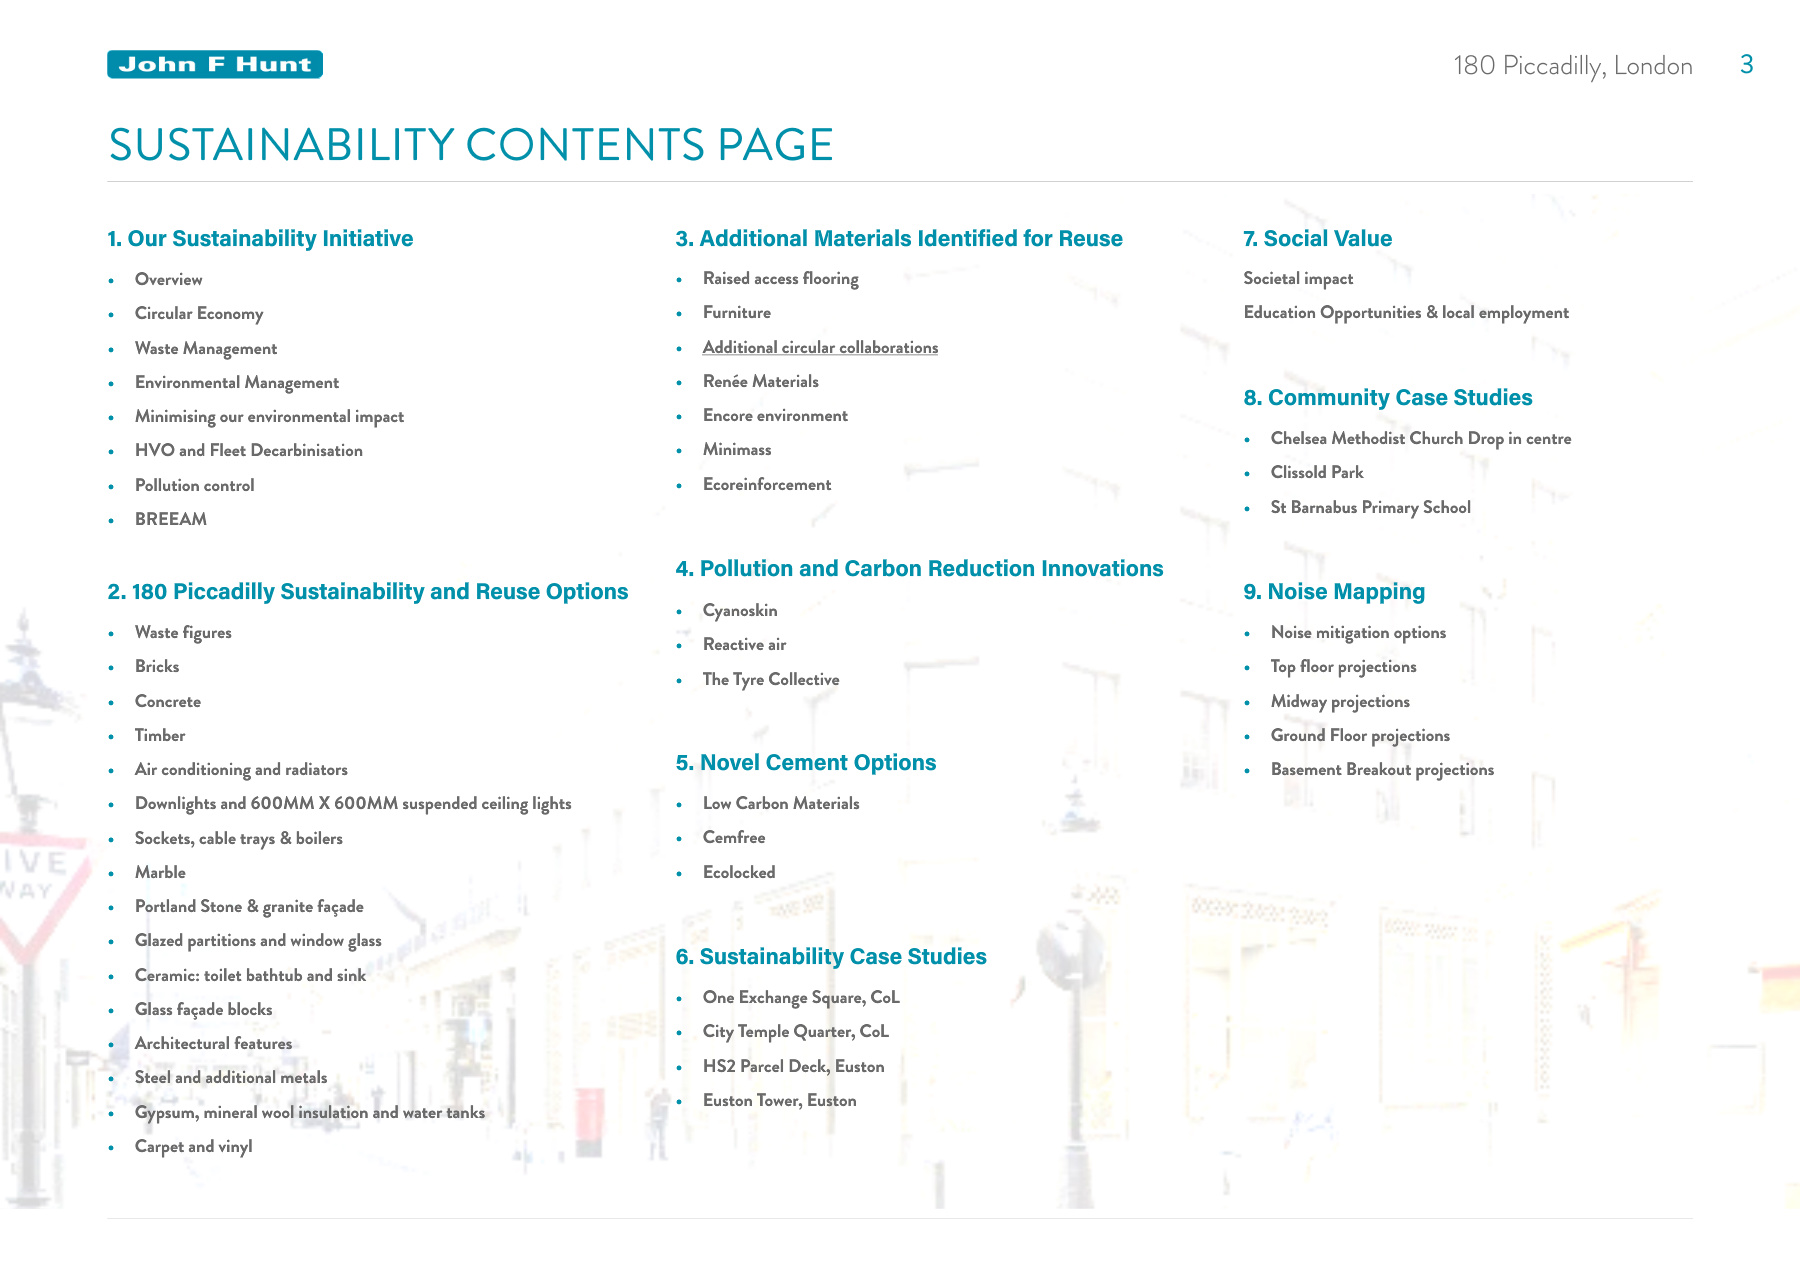 John F Hunt
180 Piccadilly, London
3
SUSTAINABILITY CONTENTS PAGE
1. Our Sustainability Initiative
• Overview
• Circular Economy
• Waste Management
• Environmental Management
• Minimising our environmental impact
• HVO and Fleet Decarbinisation
• Pollution control
• BREEAM
2. 180 Piccadilly Sustainability and Reuse Options
• Waste figures
• Bricks
• Concrete
• Timber
• Air conditioning and radiators
• Downlights and 600MM X 600MM suspended ceiling lights
• Sockets, cable trays & boilers
• Marble
• Portland Stone & granite façade
• Glazed partitions and window glass
• Ceramic: toilet bathtub and sink
• Glass façade blocks
• Architectural features
• Steel and additional metals
• Gypsum, mineral wool insulation and water tanks
• Carpet and vinyl
3. Additional Materials Identified for Reuse
• Raised access flooring
• Furniture
• Additional circular collaborations
• Renée Materials
• Encore environment
• Minimass
• Ecoreinforcement
4. Pollution and Carbon Reduction Innovations
• Cyanoskin
• Reactive air
• The Tyre Collective
5. Novel Cement Options
• Low Carbon Materials
• Cemfree
• Ecolocked
6. Sustainability Case Studies
• One Exchange Square, CoL
• City Temple Quarter, CoL
• HS2 Parcel Deck, Euston
• Euston Tower, Euston
7. Social Value
Societal impact
Education Opportunities & local employment
8. Community Case Studies
• Chelsea Methodist Church Drop in centre
• Clissold Park
• St Barnabus Primary School
9. Noise Mapping
• Noise mitigation options
• Top floor projections
• Midway projections
• Ground Floor projections
• Basement Breakout projections
IVE
WAY